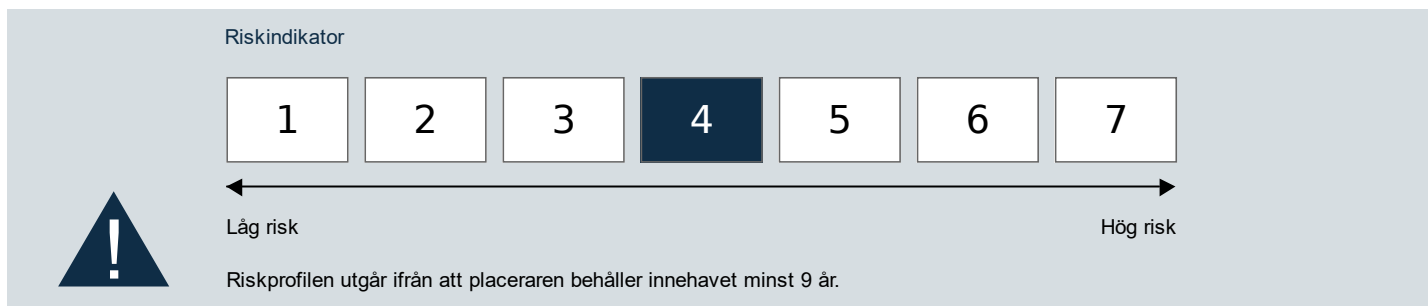 Riskindikator
1 2 3 4 5 6 7
Låg risk Hög risk
!
Riskprofilen utgår ifrån att placeraren behåller innehavet minst 9 år.